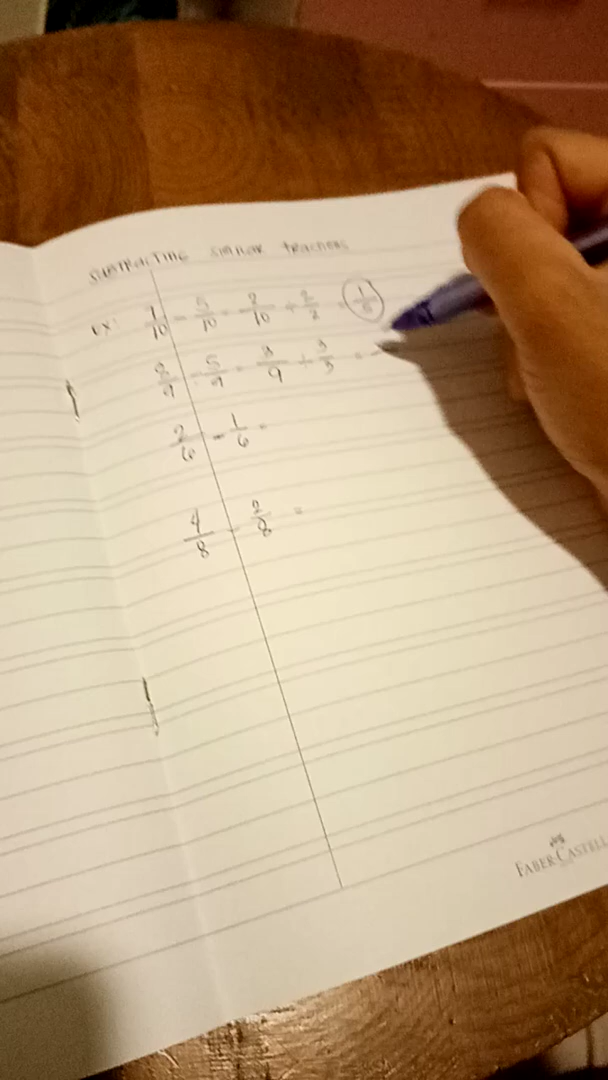 SUBTRACTING SIMILAR FRACTIONS
EX: 7/10 - 5/10 = 2/10 ÷ 2/2 = 1/5
8/9 - 5/9 = 3/9 ÷ 3/3 =
2/6 - 1/6 =
4/8 - 2/8 =
FABER-CASTELL